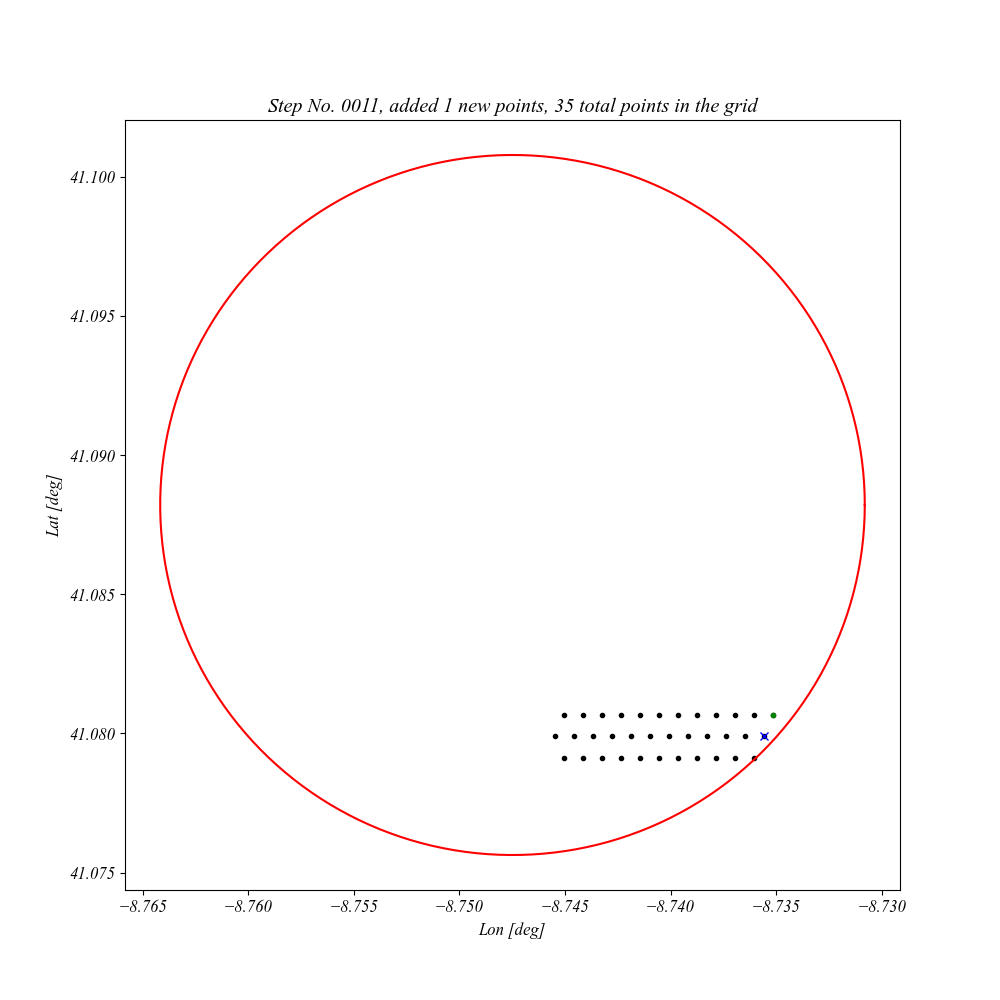 Step No. 0011, added 1 new points, 35 total points in the grid
41.100
41.095
41.090
41.085
41.080
41.075
Lat [deg]
−8.765 −8.760 −8.755 −8.750 −8.745 −8.740 −8.735 −8.730
Lon [deg]